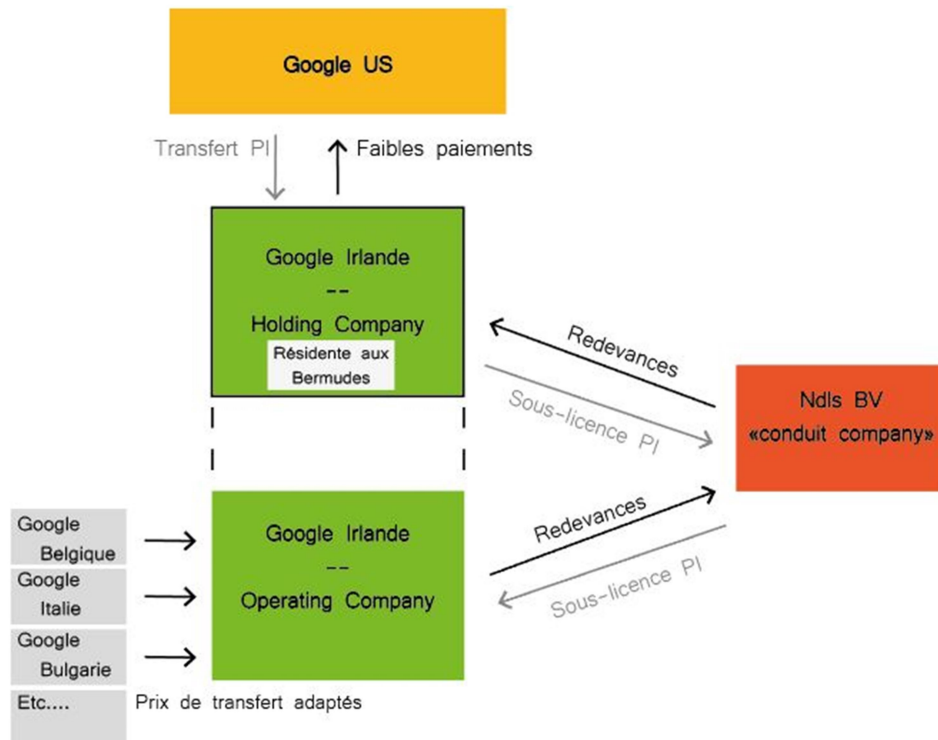 Google US
Transfert PI
Faibles paiements
Google Irlande
--
Holding Company
Résidente aux
Bermudes
Redevances
Sous-licence PI
Ndls BV
«conduit company»
Google Irlande
--
Operating Company
Redevances
Sous-licence PI
Google
Belgique
Google
Italie
Google
Bulgarie
Etc....
Prix de transfert adaptés